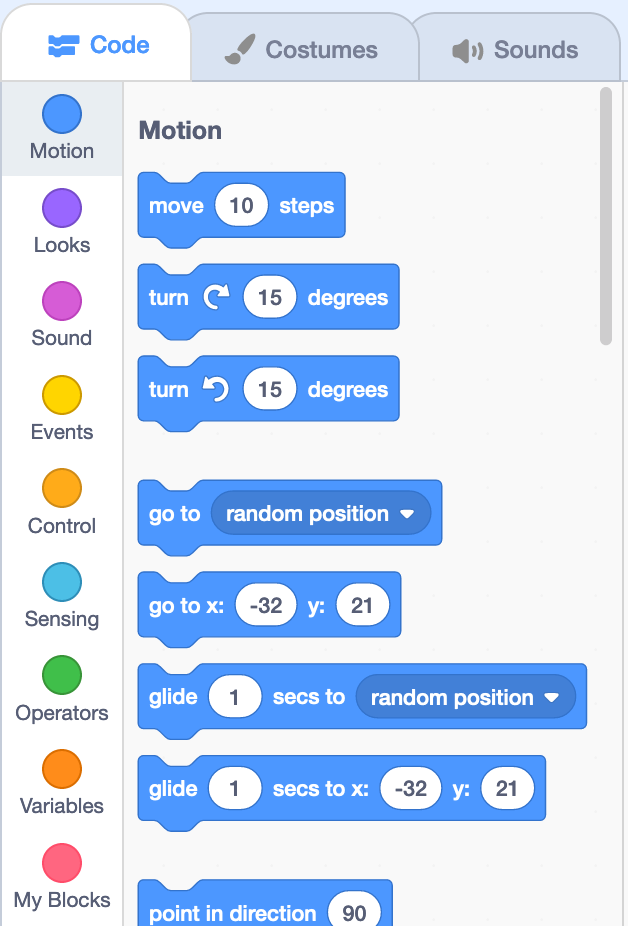 Code Costumes Sounds
Motion
Looks
Sound
Events
Control
Sensing
Operators
Variables
My Blocks
Motion
move 10 steps
turn 15 degrees
turn 15 degrees
go to random position
go to x: -32 y: 21
glide 1 secs to random position
glide 1 secs to x: -32 y: 21
point in direction 90